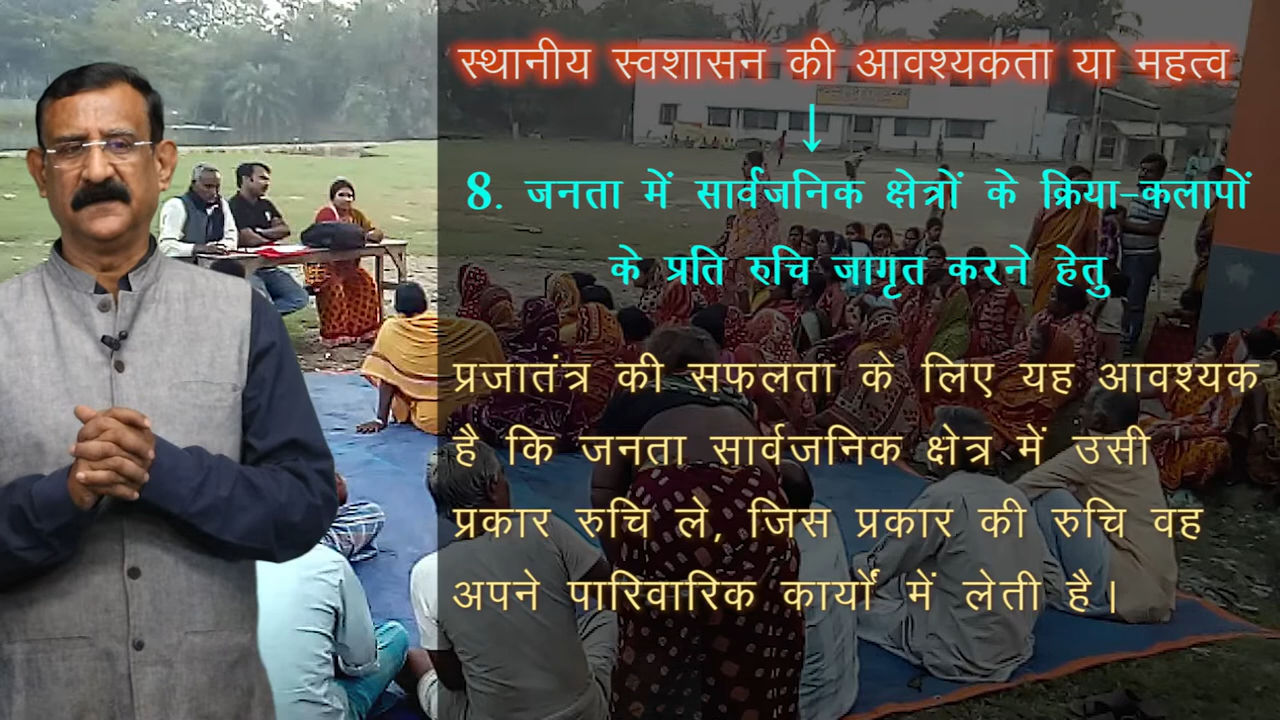 स्थानीय स्वशासन की आवश्यकता या महत्व
8. जनता में सार्वजनिक क्षेत्रों के क्रिया-कलापों
के प्रति रुचि जागृत करने हेतु
प्रजातंत्र की सफलता के लिए यह आवश्यक
है कि जनता सार्वजनिक क्षेत्र में उसी
प्रकार रुचि ले, जिस प्रकार की रुचि वह
अपने पारिवारिक कार्यों में लेती है।